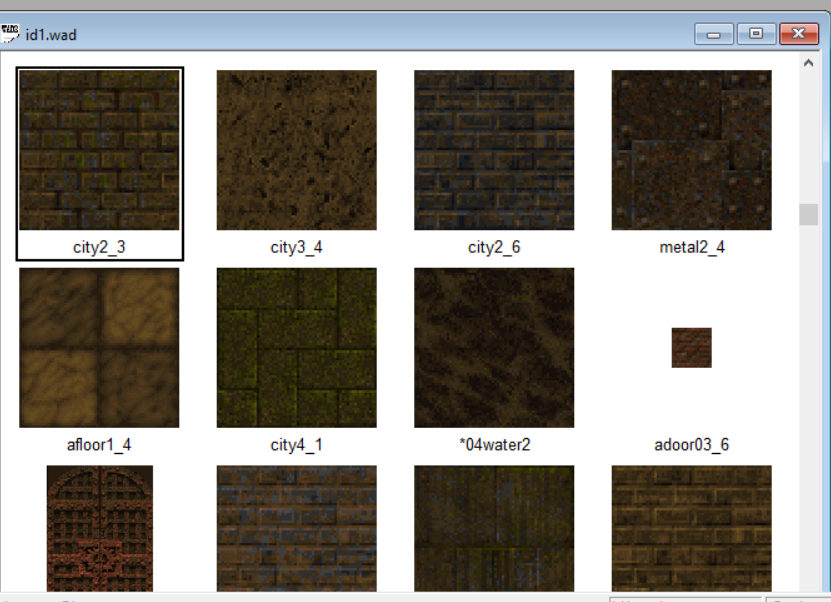 id1.wad
city2_3
city3_4
city2_6
metal2_4
afloor1_4
city4_1
*04water2
adoor03_6